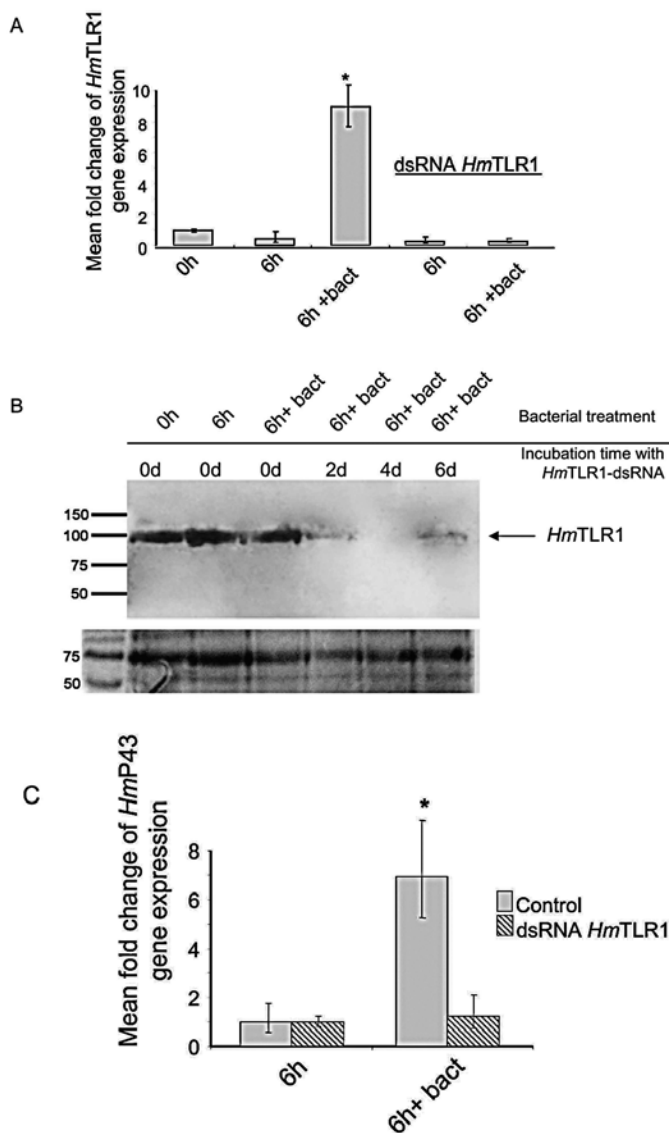 A
Mean fold change of HmTLR1
gene expression
10
8
6
4
2
0
*
dsRNA HmTLR1
0h
6h
6h +bact
6h
6h +bact
B
0h
6h
6h+ bact
6h+ bact
6h+ bact
6h+ bact
Bacterial treatment
0d
0d
0d
2d
4d
6d
Incubation time with
HmTLR1-dsRNA
150
100
75
50
HmTLR1
75
50
C
Mean fold change of HmP43
gene expression
8
6
4
2
0
*
Control
dsRNA HmTLR1
6h
6h+ bact